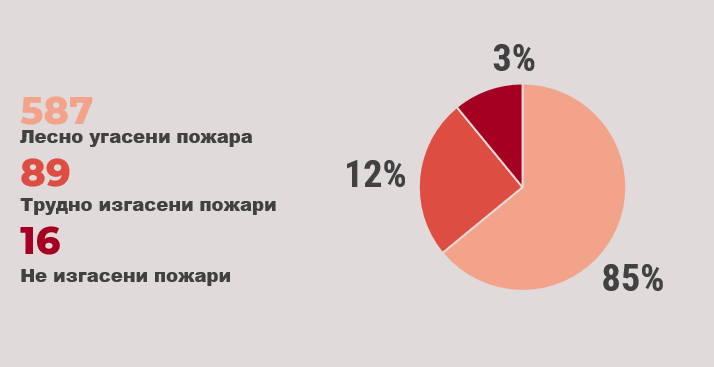 587
Лесно угасени пожара
89
Трудно изгасени пожари
16
Не изгасени пожари
3%
12%
85%